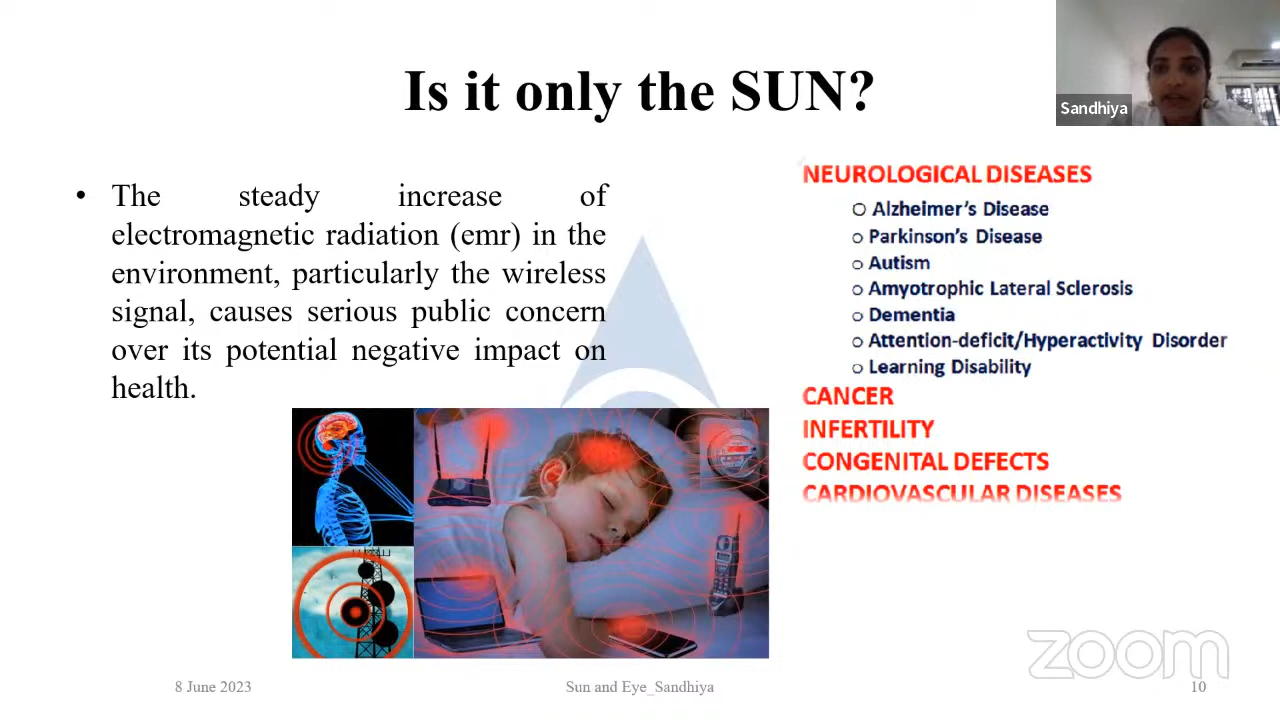 Is it only the SUN?
Sandhiya
• The steady increase of
electromagnetic radiation (emr) in the
environment, particularly the wireless
signal, causes serious public concern
over its potential negative impact on
health.
NEUROLOGICAL DISEASES
o Alzheimer's Disease
o Parkinson's Disease
o Autism
o Amyotrophic Lateral Sclerosis
o Dementia
o Attention-deficit/Hyperactivity Disorder
o Learning Disability
CANCER
INFERTILITY
CONGENITAL DEFECTS
CARDIOVASCULAR DISEASES
zoom
8 June 2023
Sun and Eye_Sandhiya
10